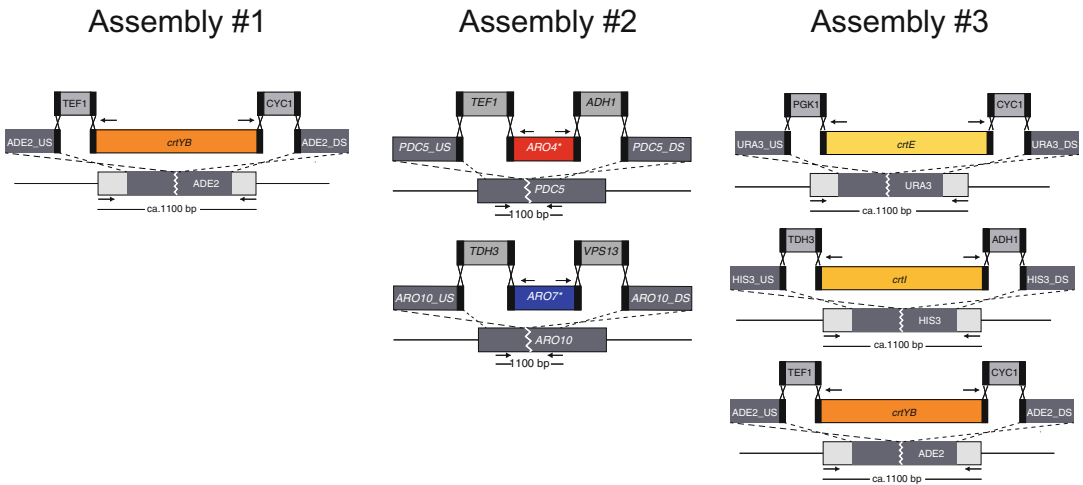 Assembly #1
Assembly #2
Assembly #3
TEF1
CYC1
ADE2_US
crtYB
ADE2_DS
ADE2
ca.1100 bp
TEF1
ADH1
PDC5_US
ARO4*
PDC5_DS
PDC5
1100 bp
TDH3
VPS13
ARO10_US
ARO7*
ARO10_DS
ARO10
1100 bp
PGK1
CYC1
URA3_US
crtE
URA3_DS
URA3
ca.1100 bp
TDH3
ADH1
HIS3_US
crtI
HIS3_DS
HIS3
ca.1100 bp
TEF1
CYC1
ADE2_US
crtYB
ADE2_DS
ADE2
ca.1100 bp